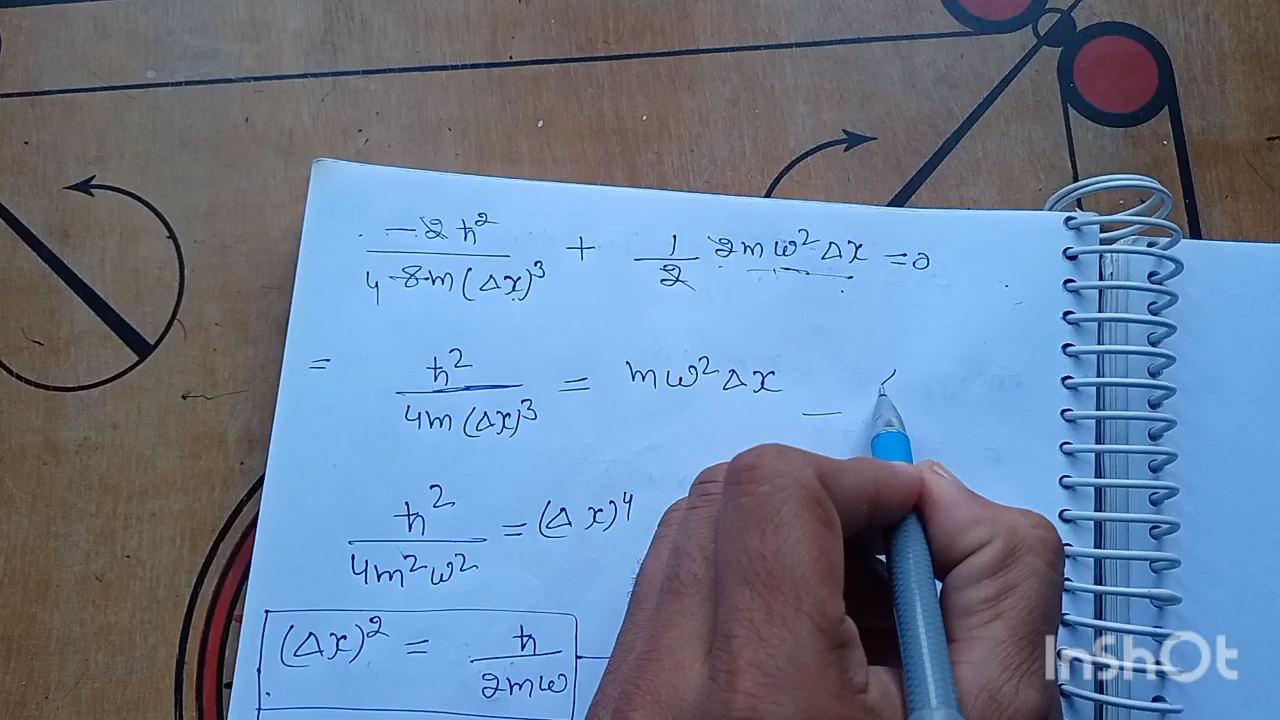 -2ħ² / 4 8m(Δx)³ + 1/2 2mω²Δx = 0
= ħ² / 4m(Δx)³ = mω²Δx —
ħ² / 4m²ω² = (Δx)⁴
(Δx)² = ħ / 2mω
InShOt